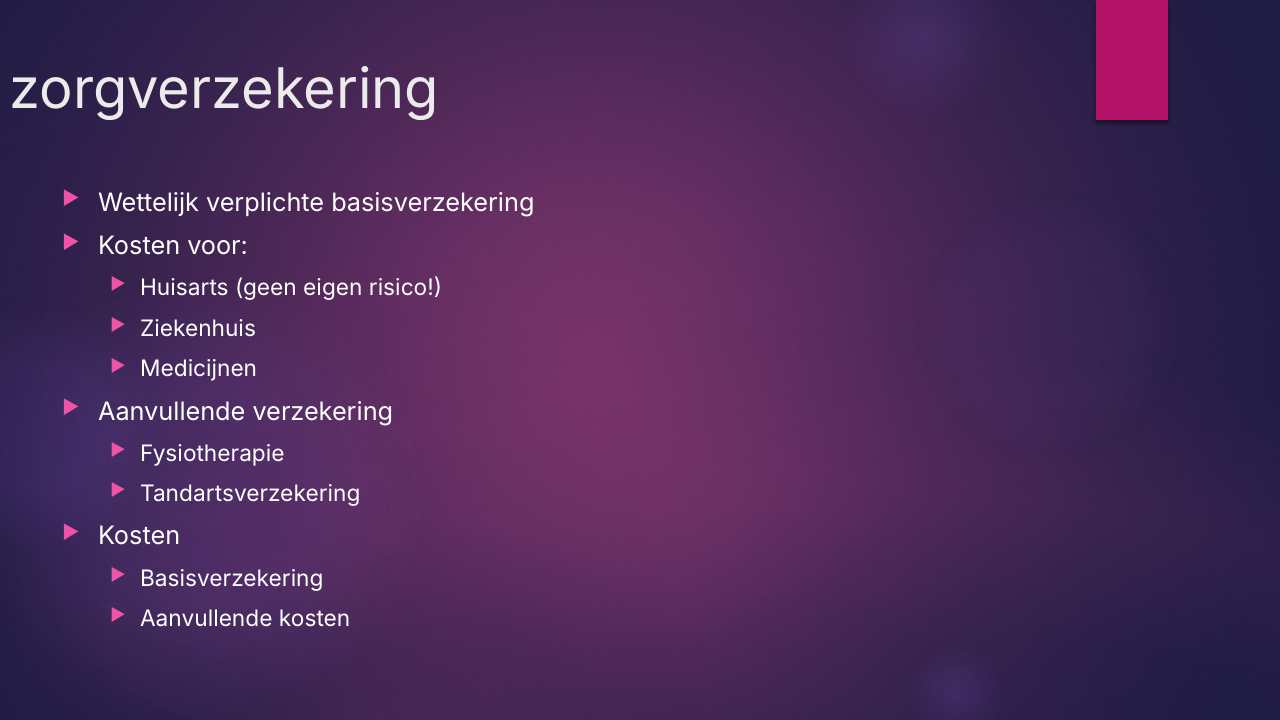 zorgverzekering
Wettelijk verplichte basisverzekering
Kosten voor:
Huisarts (geen eigen risico!)
Ziekenhuis
Medicijnen
Aanvullende verzekering
Fysiotherapie
Tandartsverzekering
Kosten
Basisverzekering
Aanvullende kosten